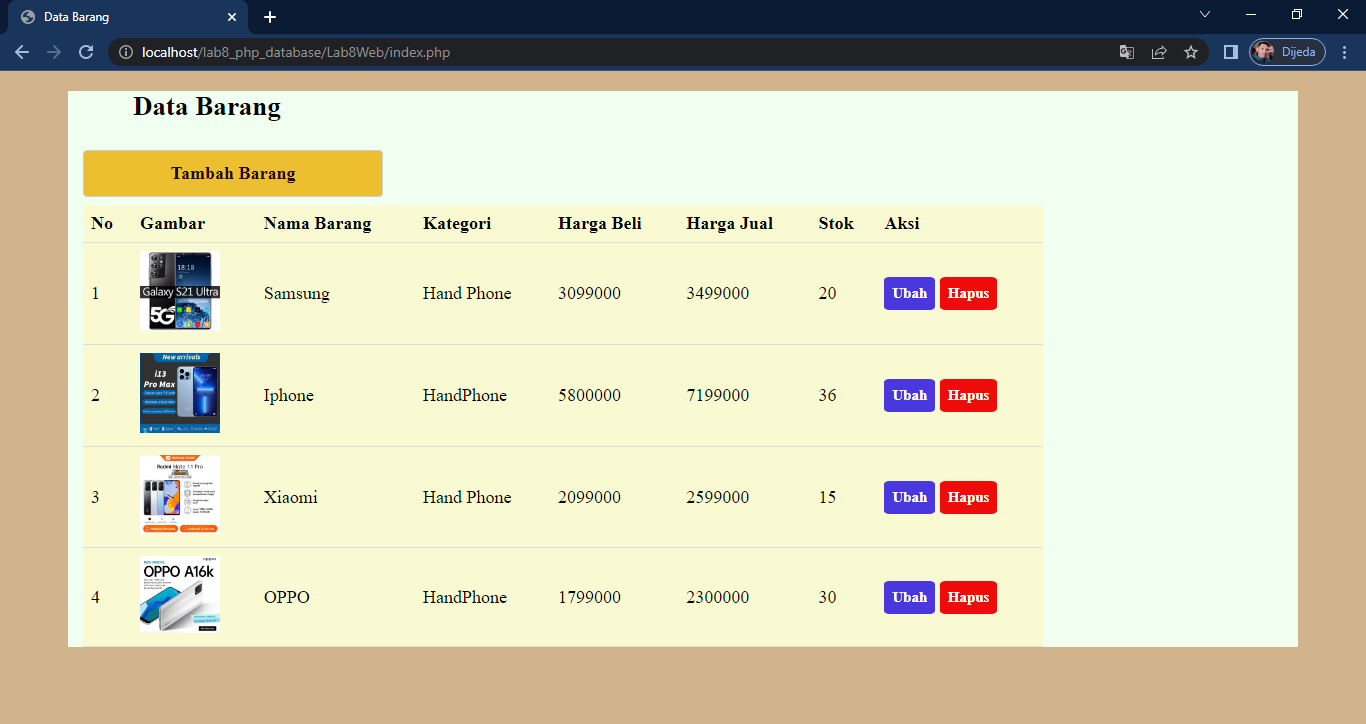 Data Barang
localhost/lab8_php_database/Lab8Web/index.php
Dijeda
Data Barang
Tambah Barang
No Gambar Nama Barang Kategori Harga Beli Harga Jual Stok Aksi
18:18
Galaxy S21 Ultra
5G
1 Samsung Hand Phone 3099000 3499000 20 Ubah Hapus
New arrivals
i13
Pro Max
2 Iphone HandPhone 5800000 7199000 36 Ubah Hapus
Redmi Note 11 Pro
3 Xiaomi Hand Phone 2099000 2599000 15 Ubah Hapus
OPPO A16k
4 OPPO HandPhone 1799000 2300000 30 Ubah Hapus